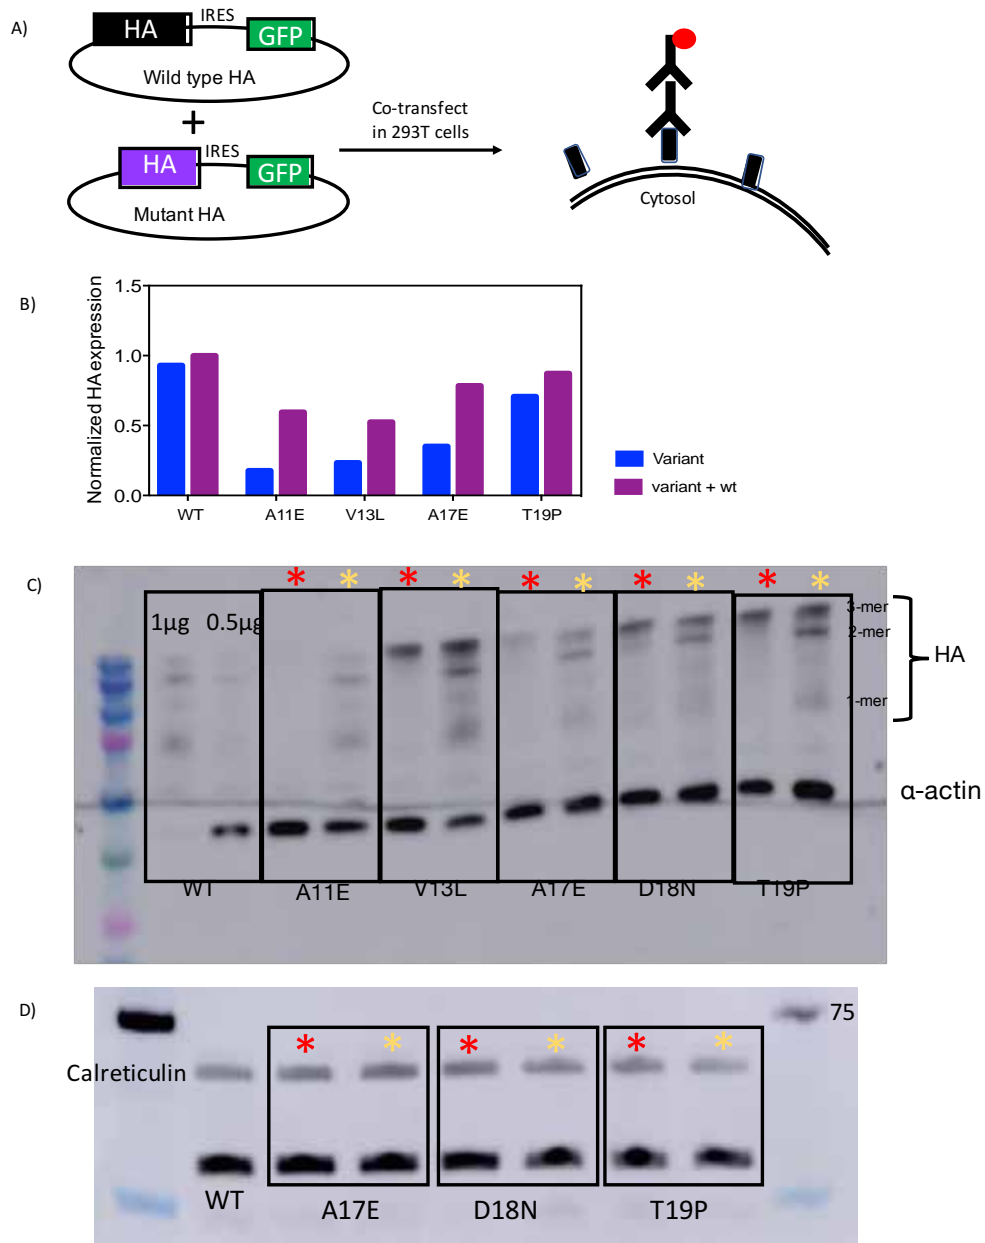 A)
HA IRES GFP
Wild type HA
+
HA IRES GFP
Mutant HA
Co-transfect
in 293T cells
Cytosol
B)
Normalized HA expression
1.5
1.0
0.5
0.0
WT A11E V13L A17E T19P
Variant
variant + wt
C)
* * * * * * * * * *
1µg 0.5µg
3-mer
2-mer
1-mer
HA
α-actin
WT A11E V13L A17E D18N T19P
D)
75
* * * * * *
Calreticulin
WT A17E D18N T19P